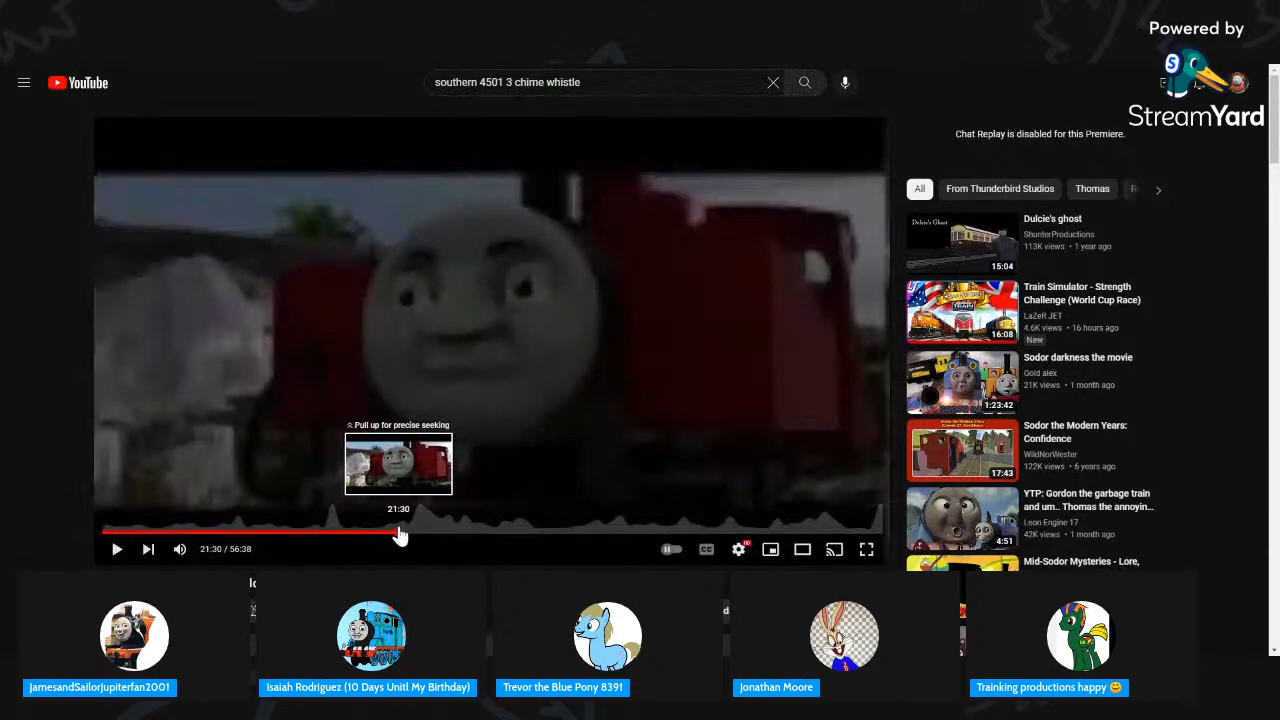 Powered by
StreamYard
YouTube
southern 4501 3 chime whistle
Chat Replay is disabled for this Premiere.
All
From Thunderbird Studios
Thomas
Dulcie's Ghost
15:04
Dulcie's ghost
ShunterProductions
113K views • 1 year ago
16:08
Train Simulator - Strength
Challenge (World Cup Race)
LaZeR JET
4.6K views • 16 hours ago
New
1:23:42
Sodor darkness the movie
Gold alex
21K views • 1 month ago
17:43
Sodor the Modern Years:
Confidence
WildNorWester
122K views • 6 years ago
4:51
YTP: Gordon the garbage train
and um.. Thomas the annoyin...
Leon Engine 17
42K views • 1 month ago
Mid-Sodor Mysteries - Lore,
Pull up for precise seeking
21:30
21:30 / 56:38
CC
HD
JamesandSailorJupiterfan2001
Isaiah Rodriguez (10 Days Unitl My Birthday)
Trevor the Blue Pony 8391
Jonathan Moore
Trainking productions happy 😊